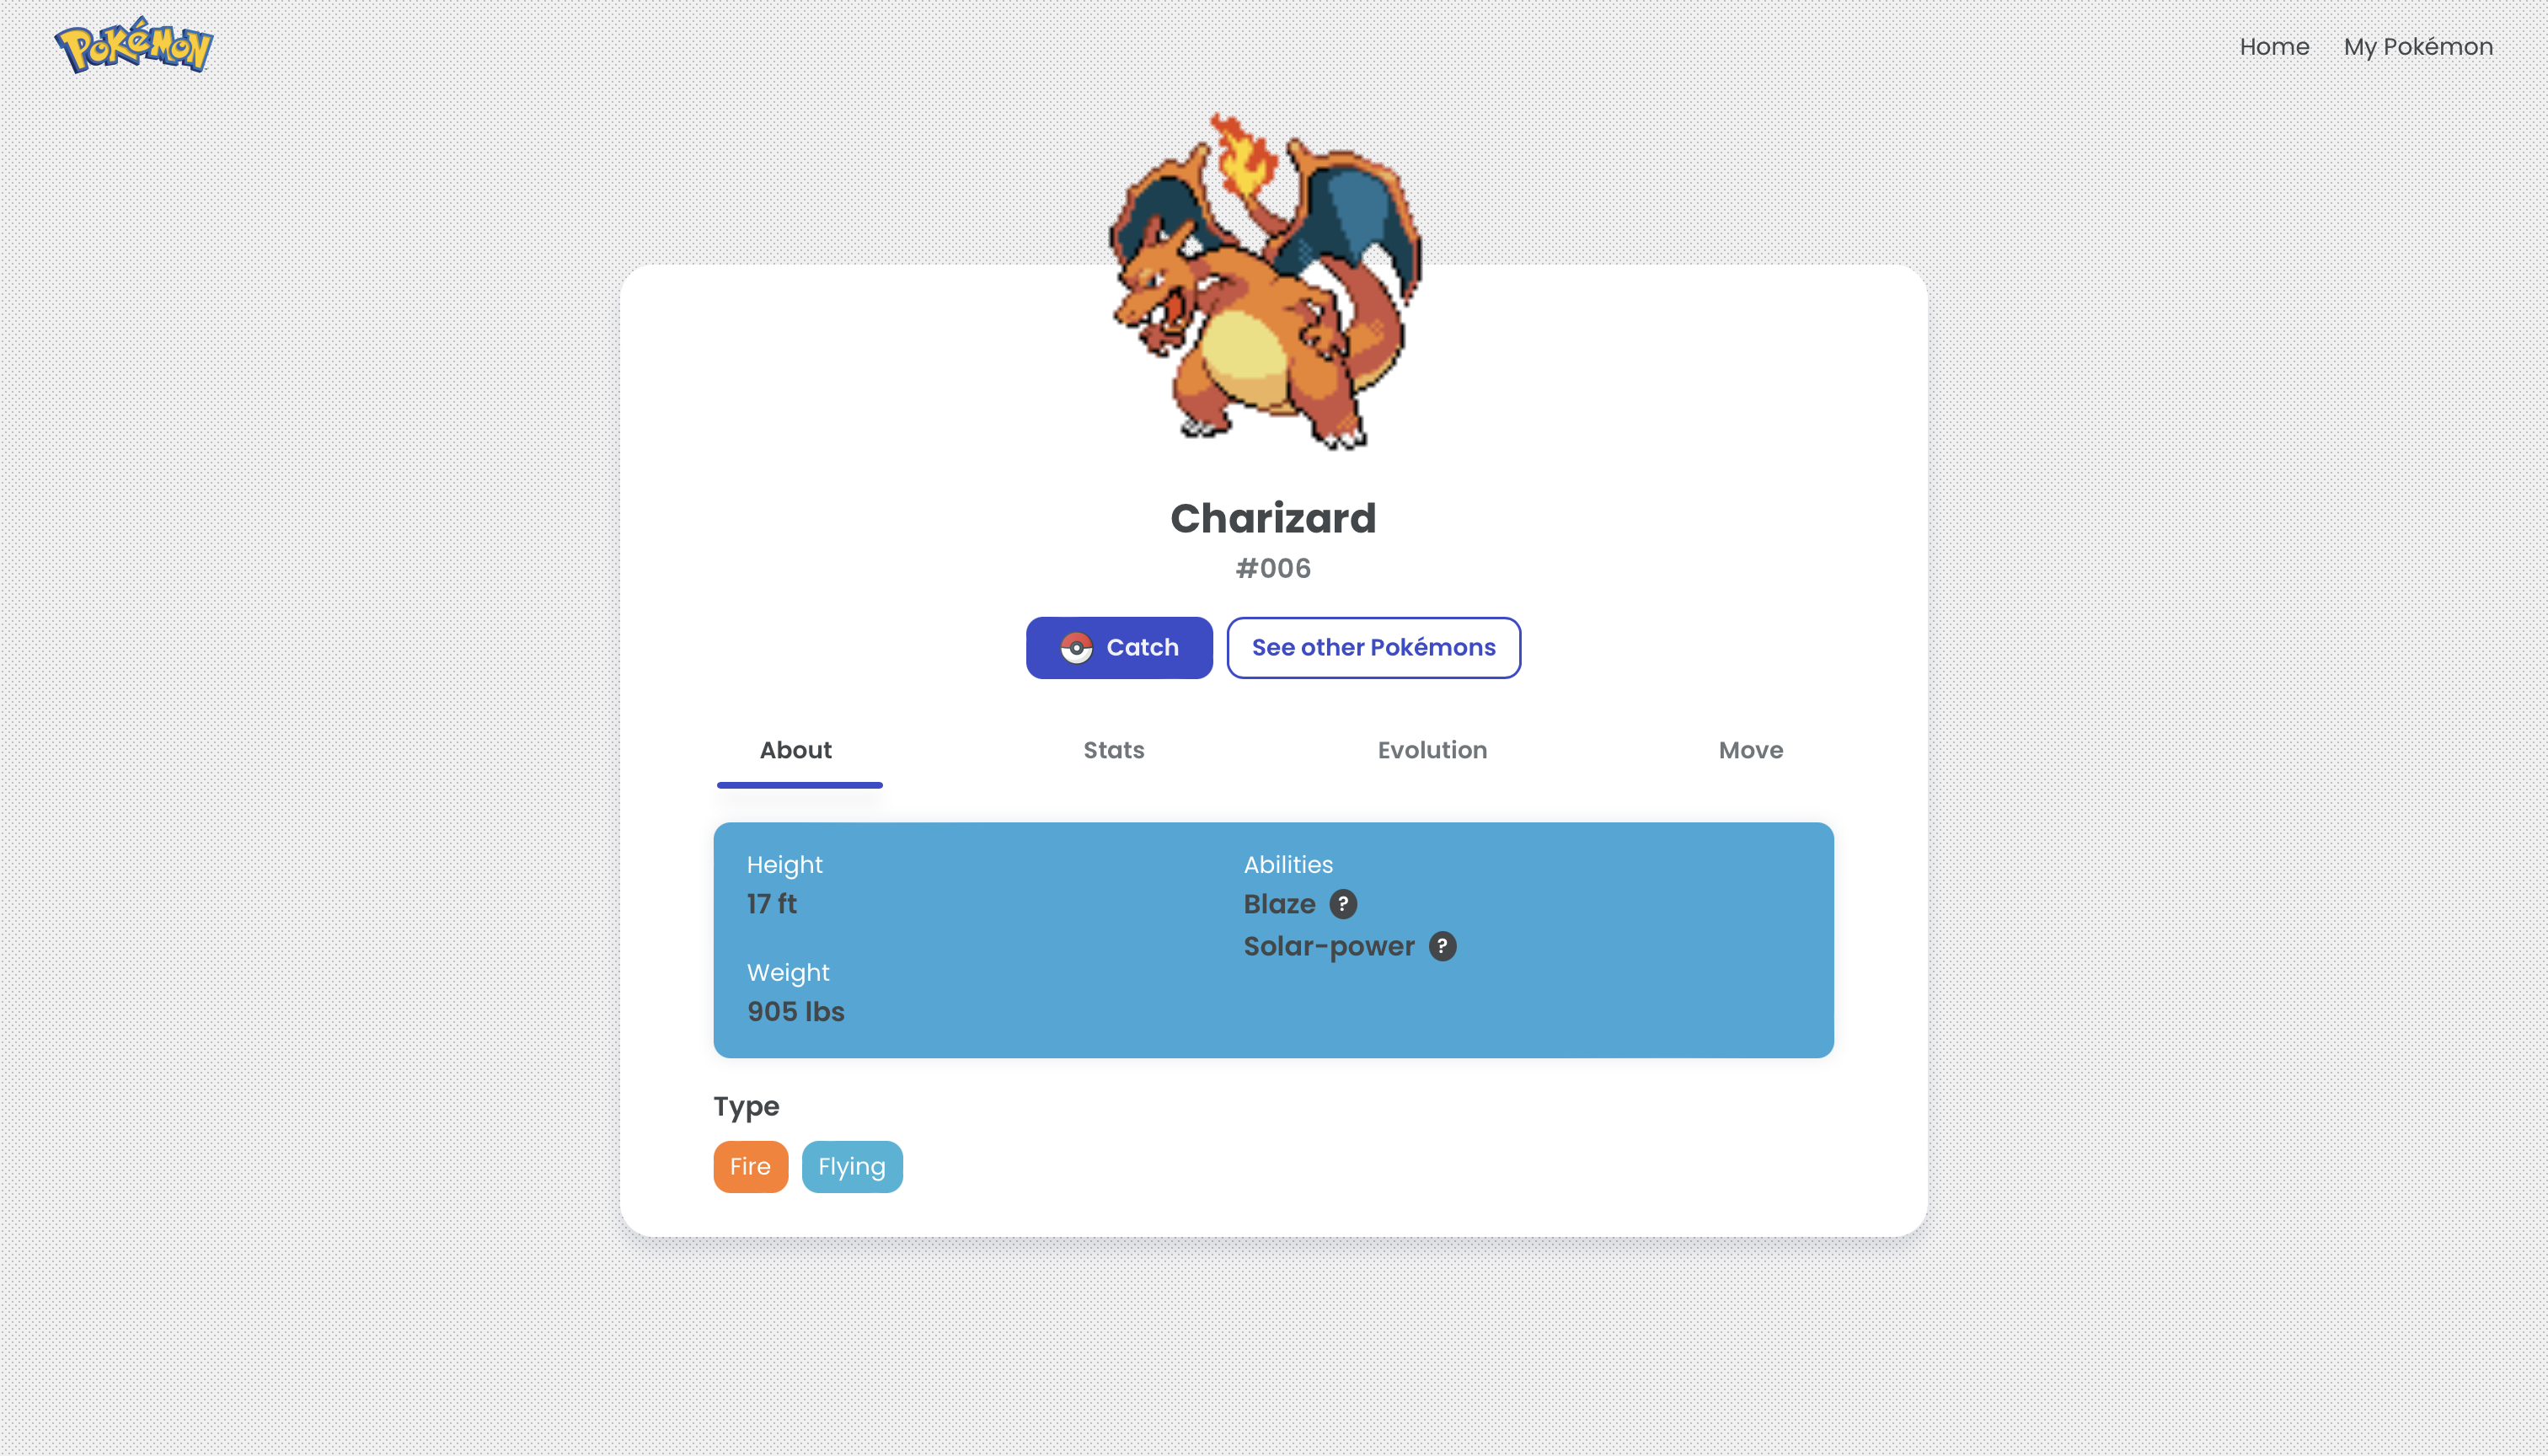 Pokémon
Home
My Pokémon
Charizard
#006
Catch
See other Pokémons
About
Stats
Evolution
Move
Height
17 ft
Weight
905 lbs
Abilities
Blaze ?
Solar-power ?
Type
Fire
Flying